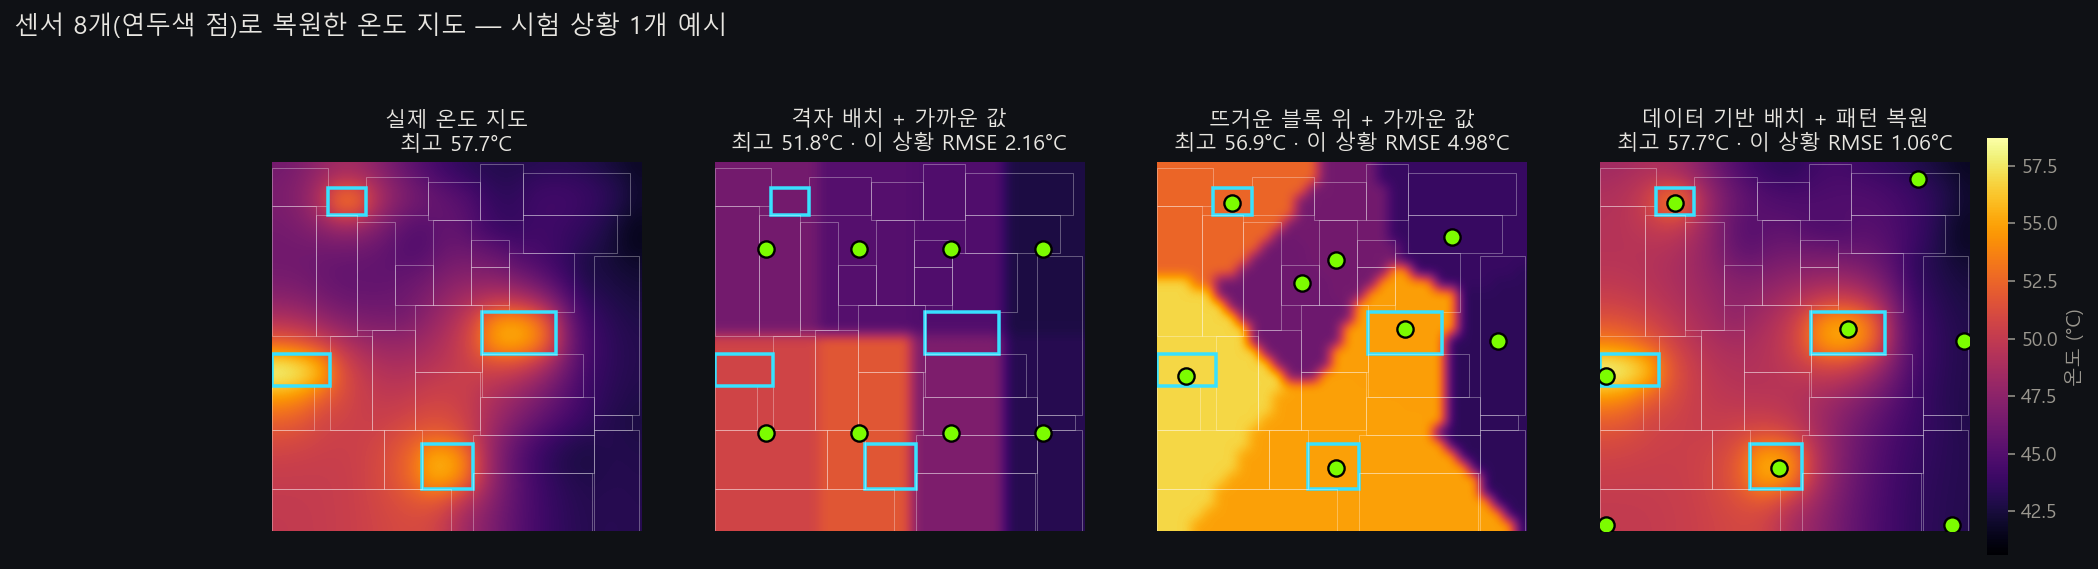 센서 8개(연두색 점)로 복원한 온도 지도 — 시험 상황 1개 예시
실제 온도 지도
최고 57.7°C
격자 배치 + 가까운 값
최고 51.8°C · 이 상황 RMSE 2.16°C
뜨거운 블록 위 + 가까운 값
최고 56.9°C · 이 상황 RMSE 4.98°C
데이터 기반 배치 + 패턴 복원
최고 57.7°C · 이 상황 RMSE 1.06°C
57.5
55.0
52.5
50.0
47.5
45.0
42.5
온도 (°C)